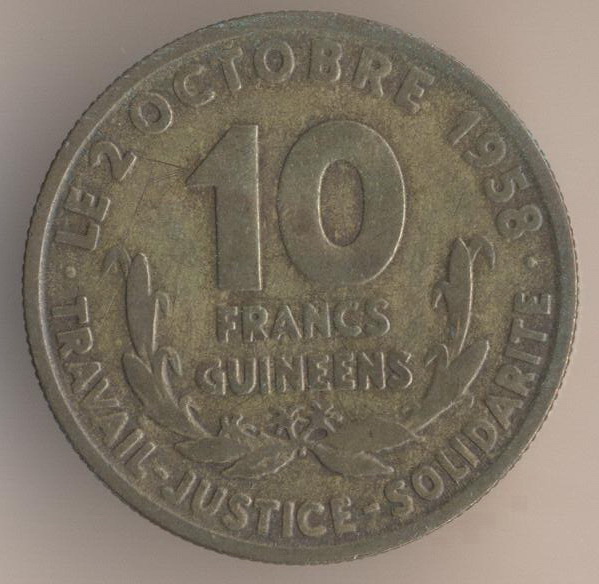 · LE 2 OCTOBRE 1958 ·
10
FRANCS
GUINEENS
TRAVAIL-JUSTICE-SOLIDARITE